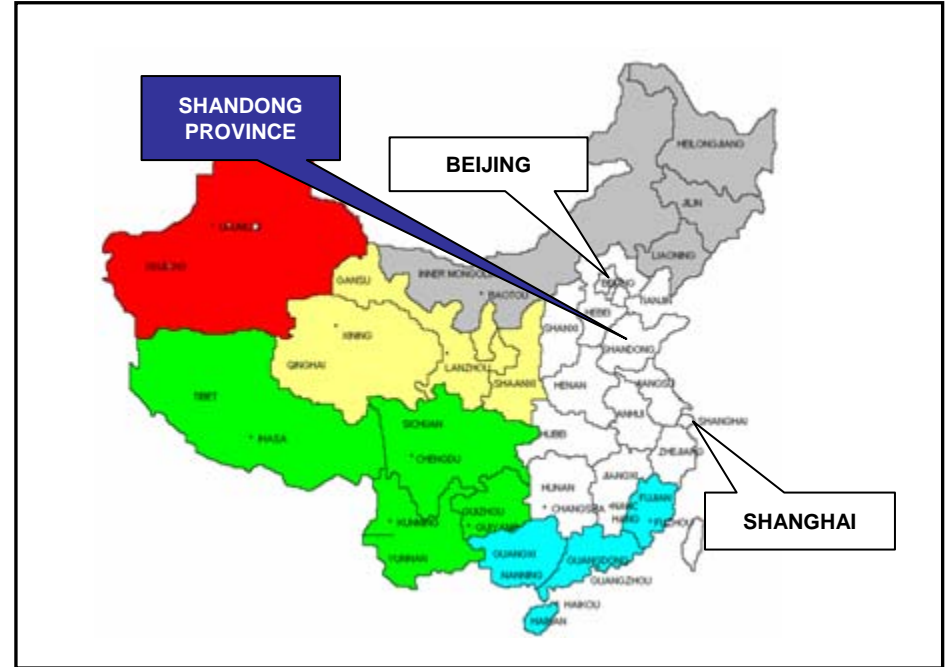 SHANDONG
PROVINCE
BEIJING
HEILONGJIANG
JILIN
LIAONING
GANSU
INNER MONGOLI
BAOTOU
TIANJIN
HEBEI
SHANXI
SHANDONG
XINING
QINGHAI
LANZHOU
SHAANXI
HENAN
JIANGSU
ANHUI
SHANGHAI
TIBET
SICHUAN
HUBEI
ZHEJIANG
LHASA
CHENGDU
HUNAN
JIANGXI
FUJIAN
CHANGSHA
GUIZHOU
KUNMING
GUIYANG
FUZHOU
SHANGHAI
YUNNAN
GUANGXI
GUANGDONG
NANNING
GUANGZHOU
HAIKOU
HAINAN